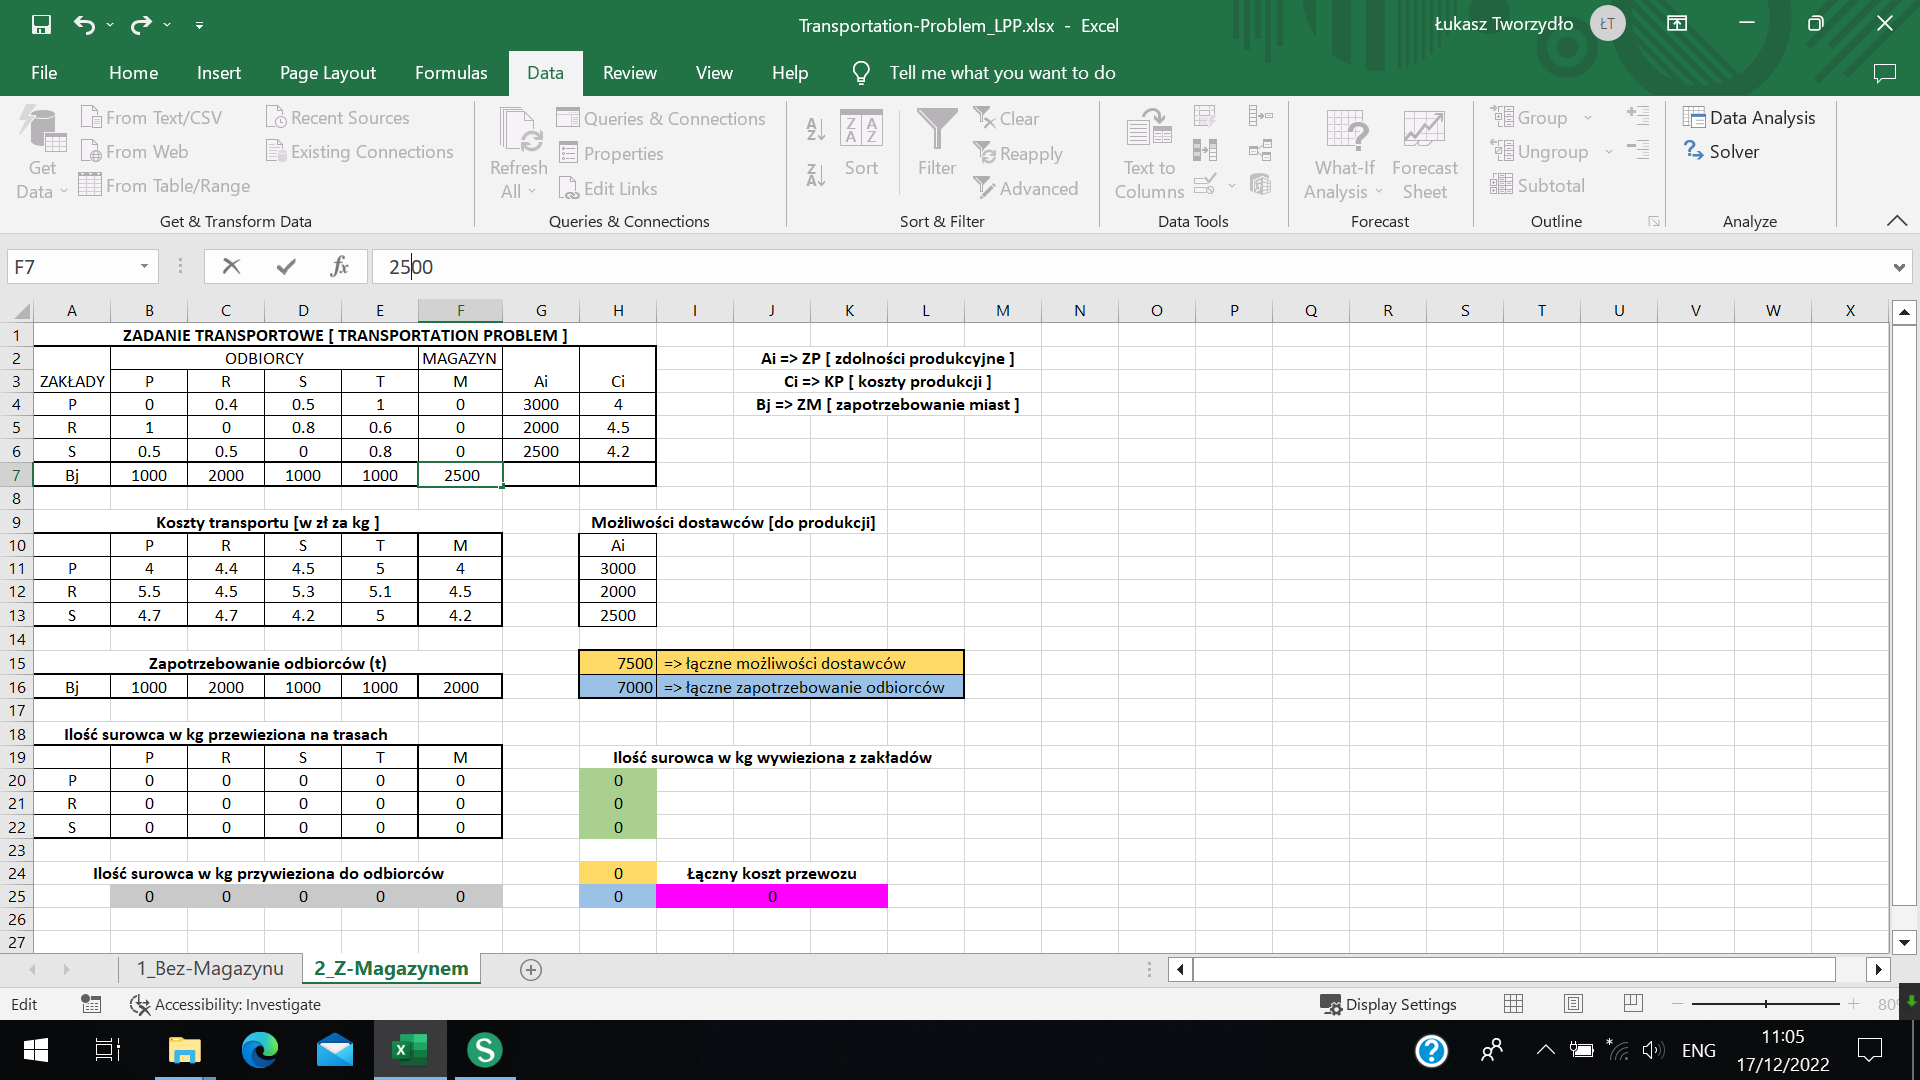 Transportation-Problem_LPP.xlsx - Excel
Łukasz Tworzydło ŁT
File Home Insert Page Layout Formulas Data Review View Help Tell me what you want to do
Get Data
From Text/CSV
From Web
From Table/Range
Recent Sources
Existing Connections
Get & Transform Data
Refresh All
Queries & Connections
Properties
Edit Links
Queries & Connections
Sort
Filter
Clear
Reapply
Advanced
Sort & Filter
Text to Columns
Data Tools
What-If Analysis
Forecast Sheet
Forecast
Group
Ungroup
Subtotal
Outline
Data Analysis
Solver
Analyze
F7 fx 2500
A B C D E F G H I J K L M N O P Q R S T U V W X
1 ZADANIE TRANSPORTOWE [ TRANSPORTATION PROBLEM ]
2 ODBIORCY MAGAZYN Ai => ZP [ zdolności produkcyjne ]
3 ZAKŁADY P R S T M Ai Ci Ci => KP [ koszty produkcji ]
4 P 0 0.4 0.5 1 0 3000 4 Bj => ZM [ zapotrzebowanie miast ]
5 R 1 0 0.8 0.6 0 2000 4.5
6 S 0.5 0.5 0 0.8 0 2500 4.2
7 Bj 1000 2000 1000 1000 2500
8
9 Koszty transportu [w zł za kg ] Możliwości dostawców [do produkcji]
10 P R S T M Ai
11 P 4 4.4 4.5 5 4 3000
12 R 5.5 4.5 5.3 5.1 4.5 2000
13 S 4.7 4.7 4.2 5 4.2 2500
14
15 Zapotrzebowanie odbiorców (t) 7500 => łączne możliwości dostawców
16 Bj 1000 2000 1000 1000 2000 7000 => łączne zapotrzebowanie odbiorców
17
18 Ilość surowca w kg przewieziona na trasach
19 P R S T M Ilość surowca w kg wywieziona z zakładów
20 P 0 0 0 0 0 0
21 R 0 0 0 0 0 0
22 S 0 0 0 0 0 0
23
24 Ilość surowca w kg przywieziona do odbiorców 0 Łączny koszt przewozu
25 0 0 0 0 0 0 0
26
27
1_Bez-Magazynu 2_Z-Magazynem
Edit Accessibility: Investigate Display Settings
ENG 11:05
17/12/2022